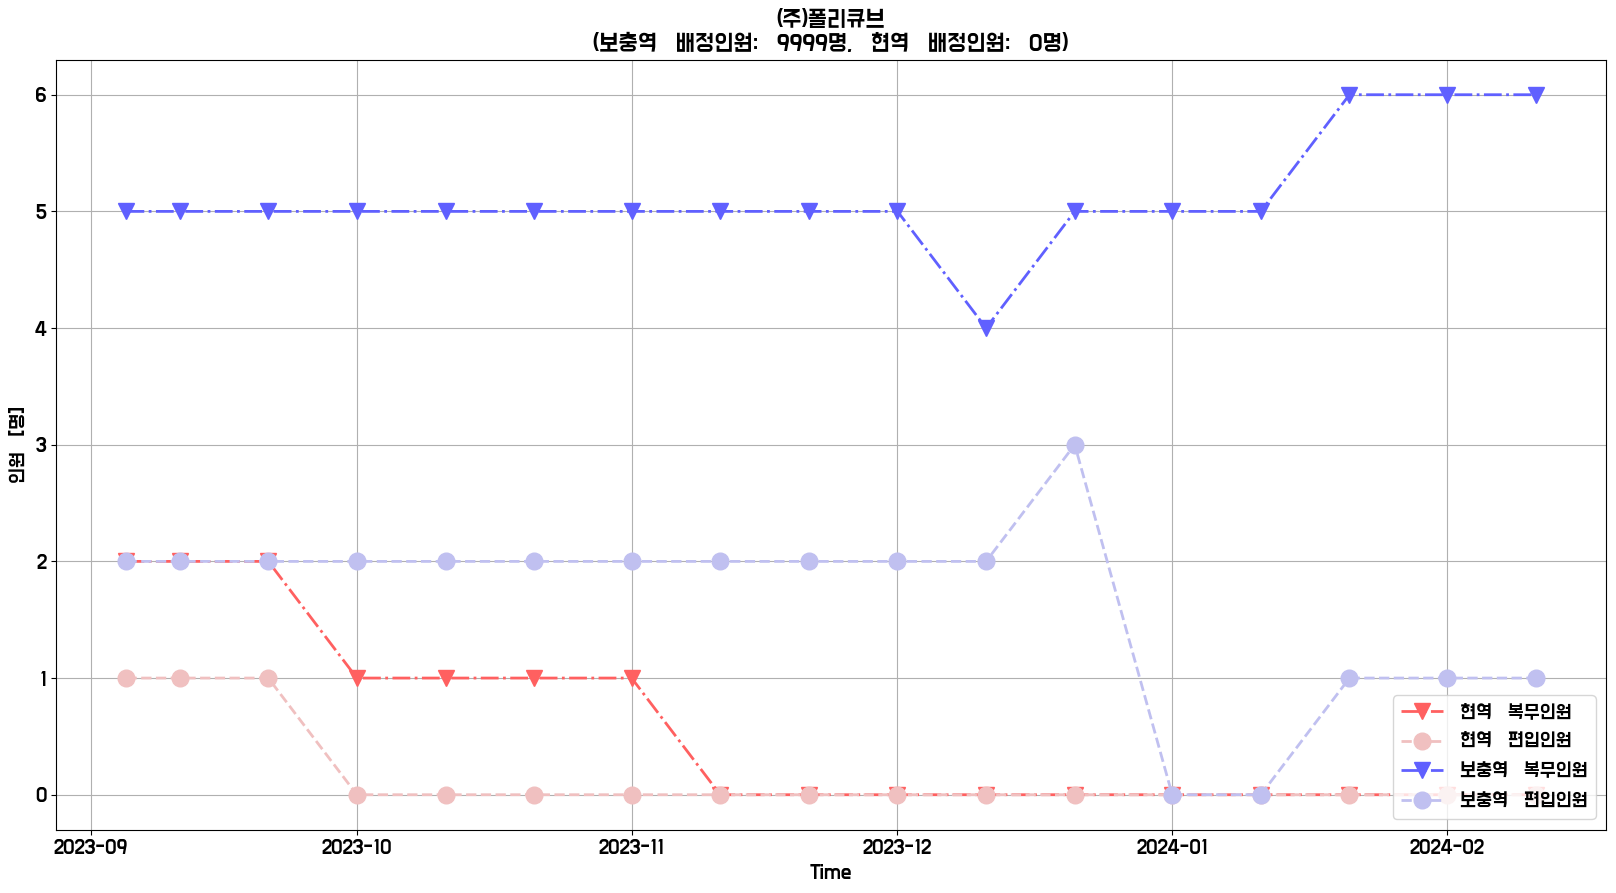 (주)폴리큐브
(보충역 배정인원: 9999명, 현역 배정인원: 0명)
인원 [명]
6
5
4
3
2
1
0
현역 복무인원
현역 편입인원
보충역 복무인원
보충역 편입인원
2023-09 2023-10 2023-11 2023-12 2024-01 2024-02
Time